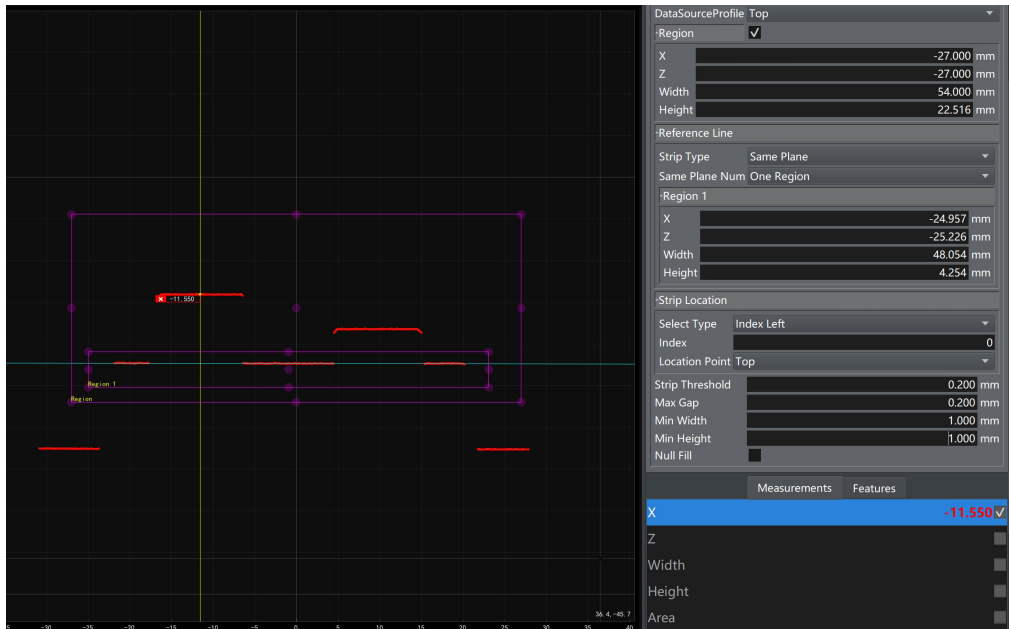 DataSourceProfile Top
Region
X -27.000 mm
Z -27.000 mm
Width 54.000 mm
Height 22.516 mm
Reference Line
Strip Type Same Plane
Same Plane Num One Region
Region 1
X -24.957 mm
Z -25.226 mm
Width 48.054 mm
Height 4.254 mm
Strip Location
Select Type Index Left
Index 0
Location Point Top
Strip Threshold 0.200 mm
Max Gap 0.200 mm
Min Width 1.000 mm
Min Height 1.000 mm
Null Fill
Measurements Features
X -11.550
Z
Width
Height
Area
-11.550
Region 1
Region
36.4,-45.7
-30 -25 -20 -15 -10 -5 0 5 10 15 20 25 30 35 40